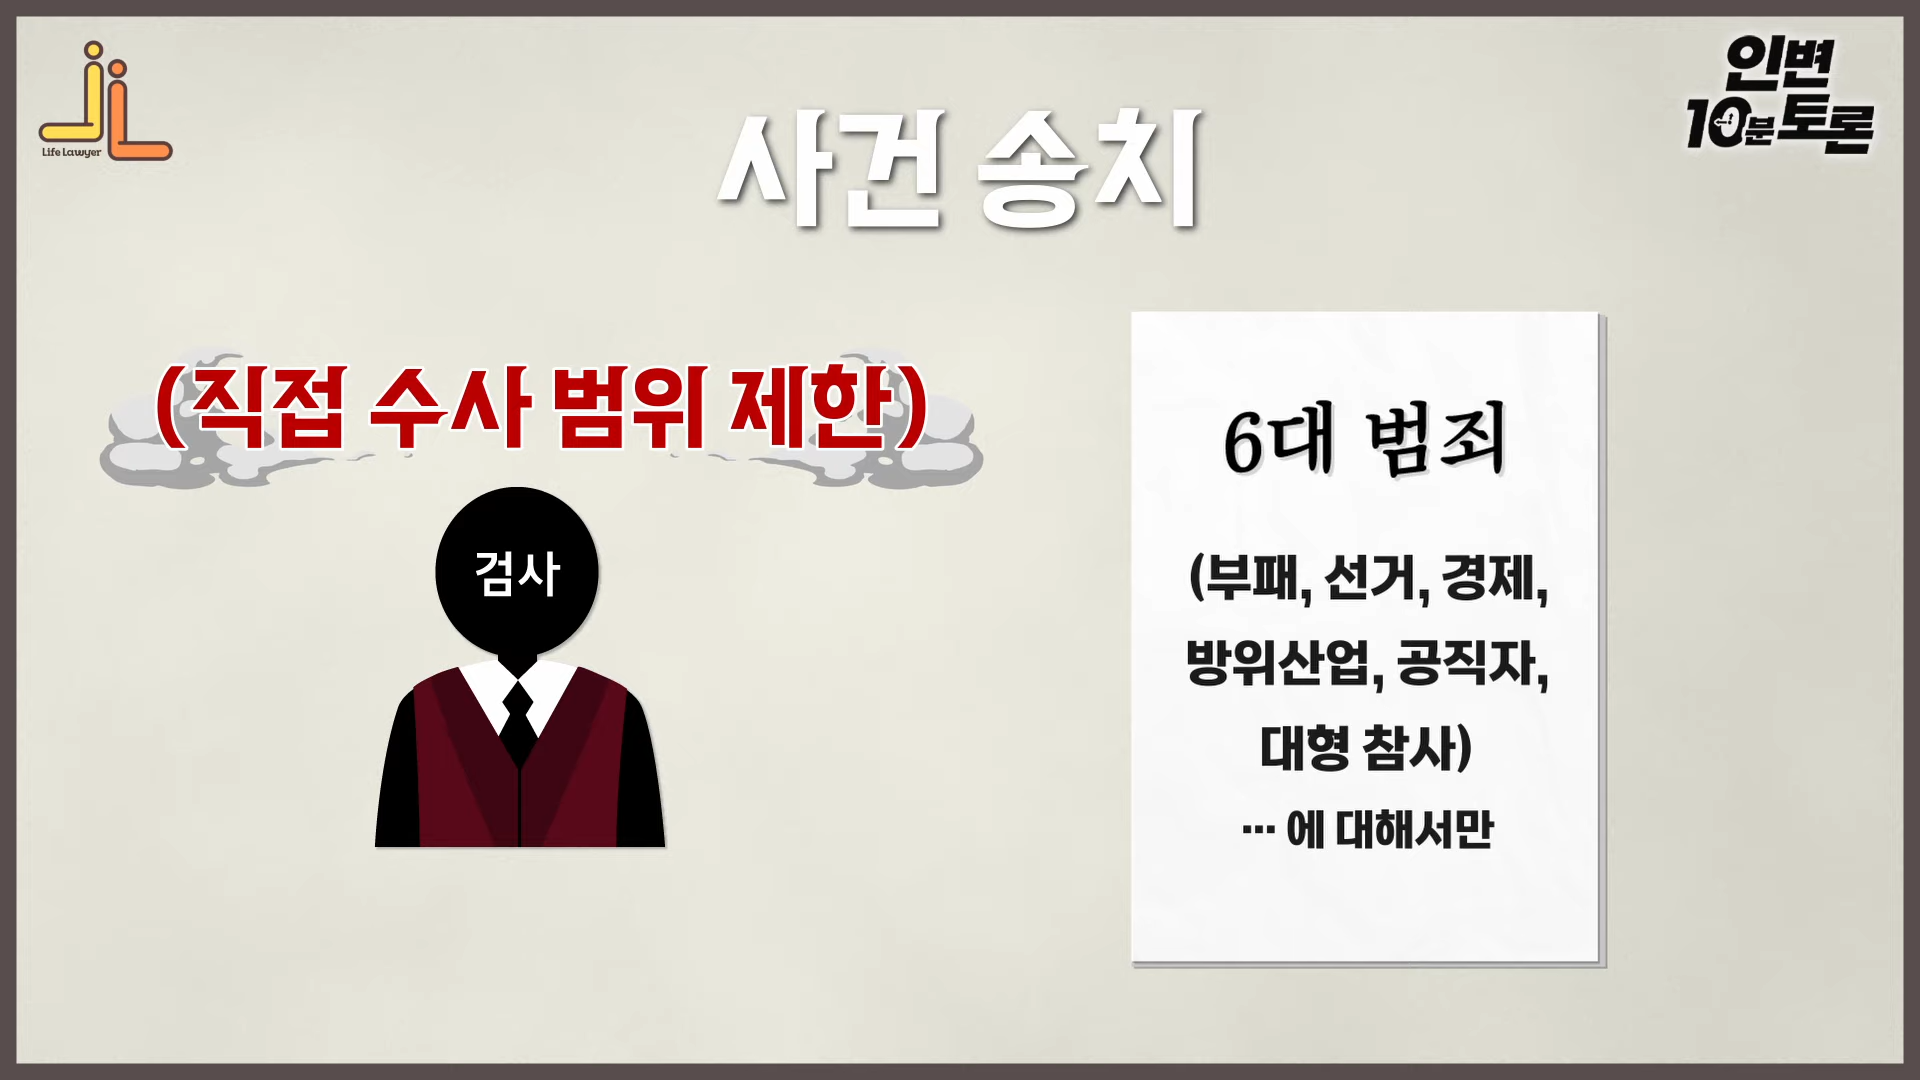 Life Lawyer
인변
10분토론
사건 송치
(직접 수사 범위 제한)
검사
6대 범죄
(부패, 선거, 경제,
방위산업, 공직자,
대형 참사)
··· 에 대해서만